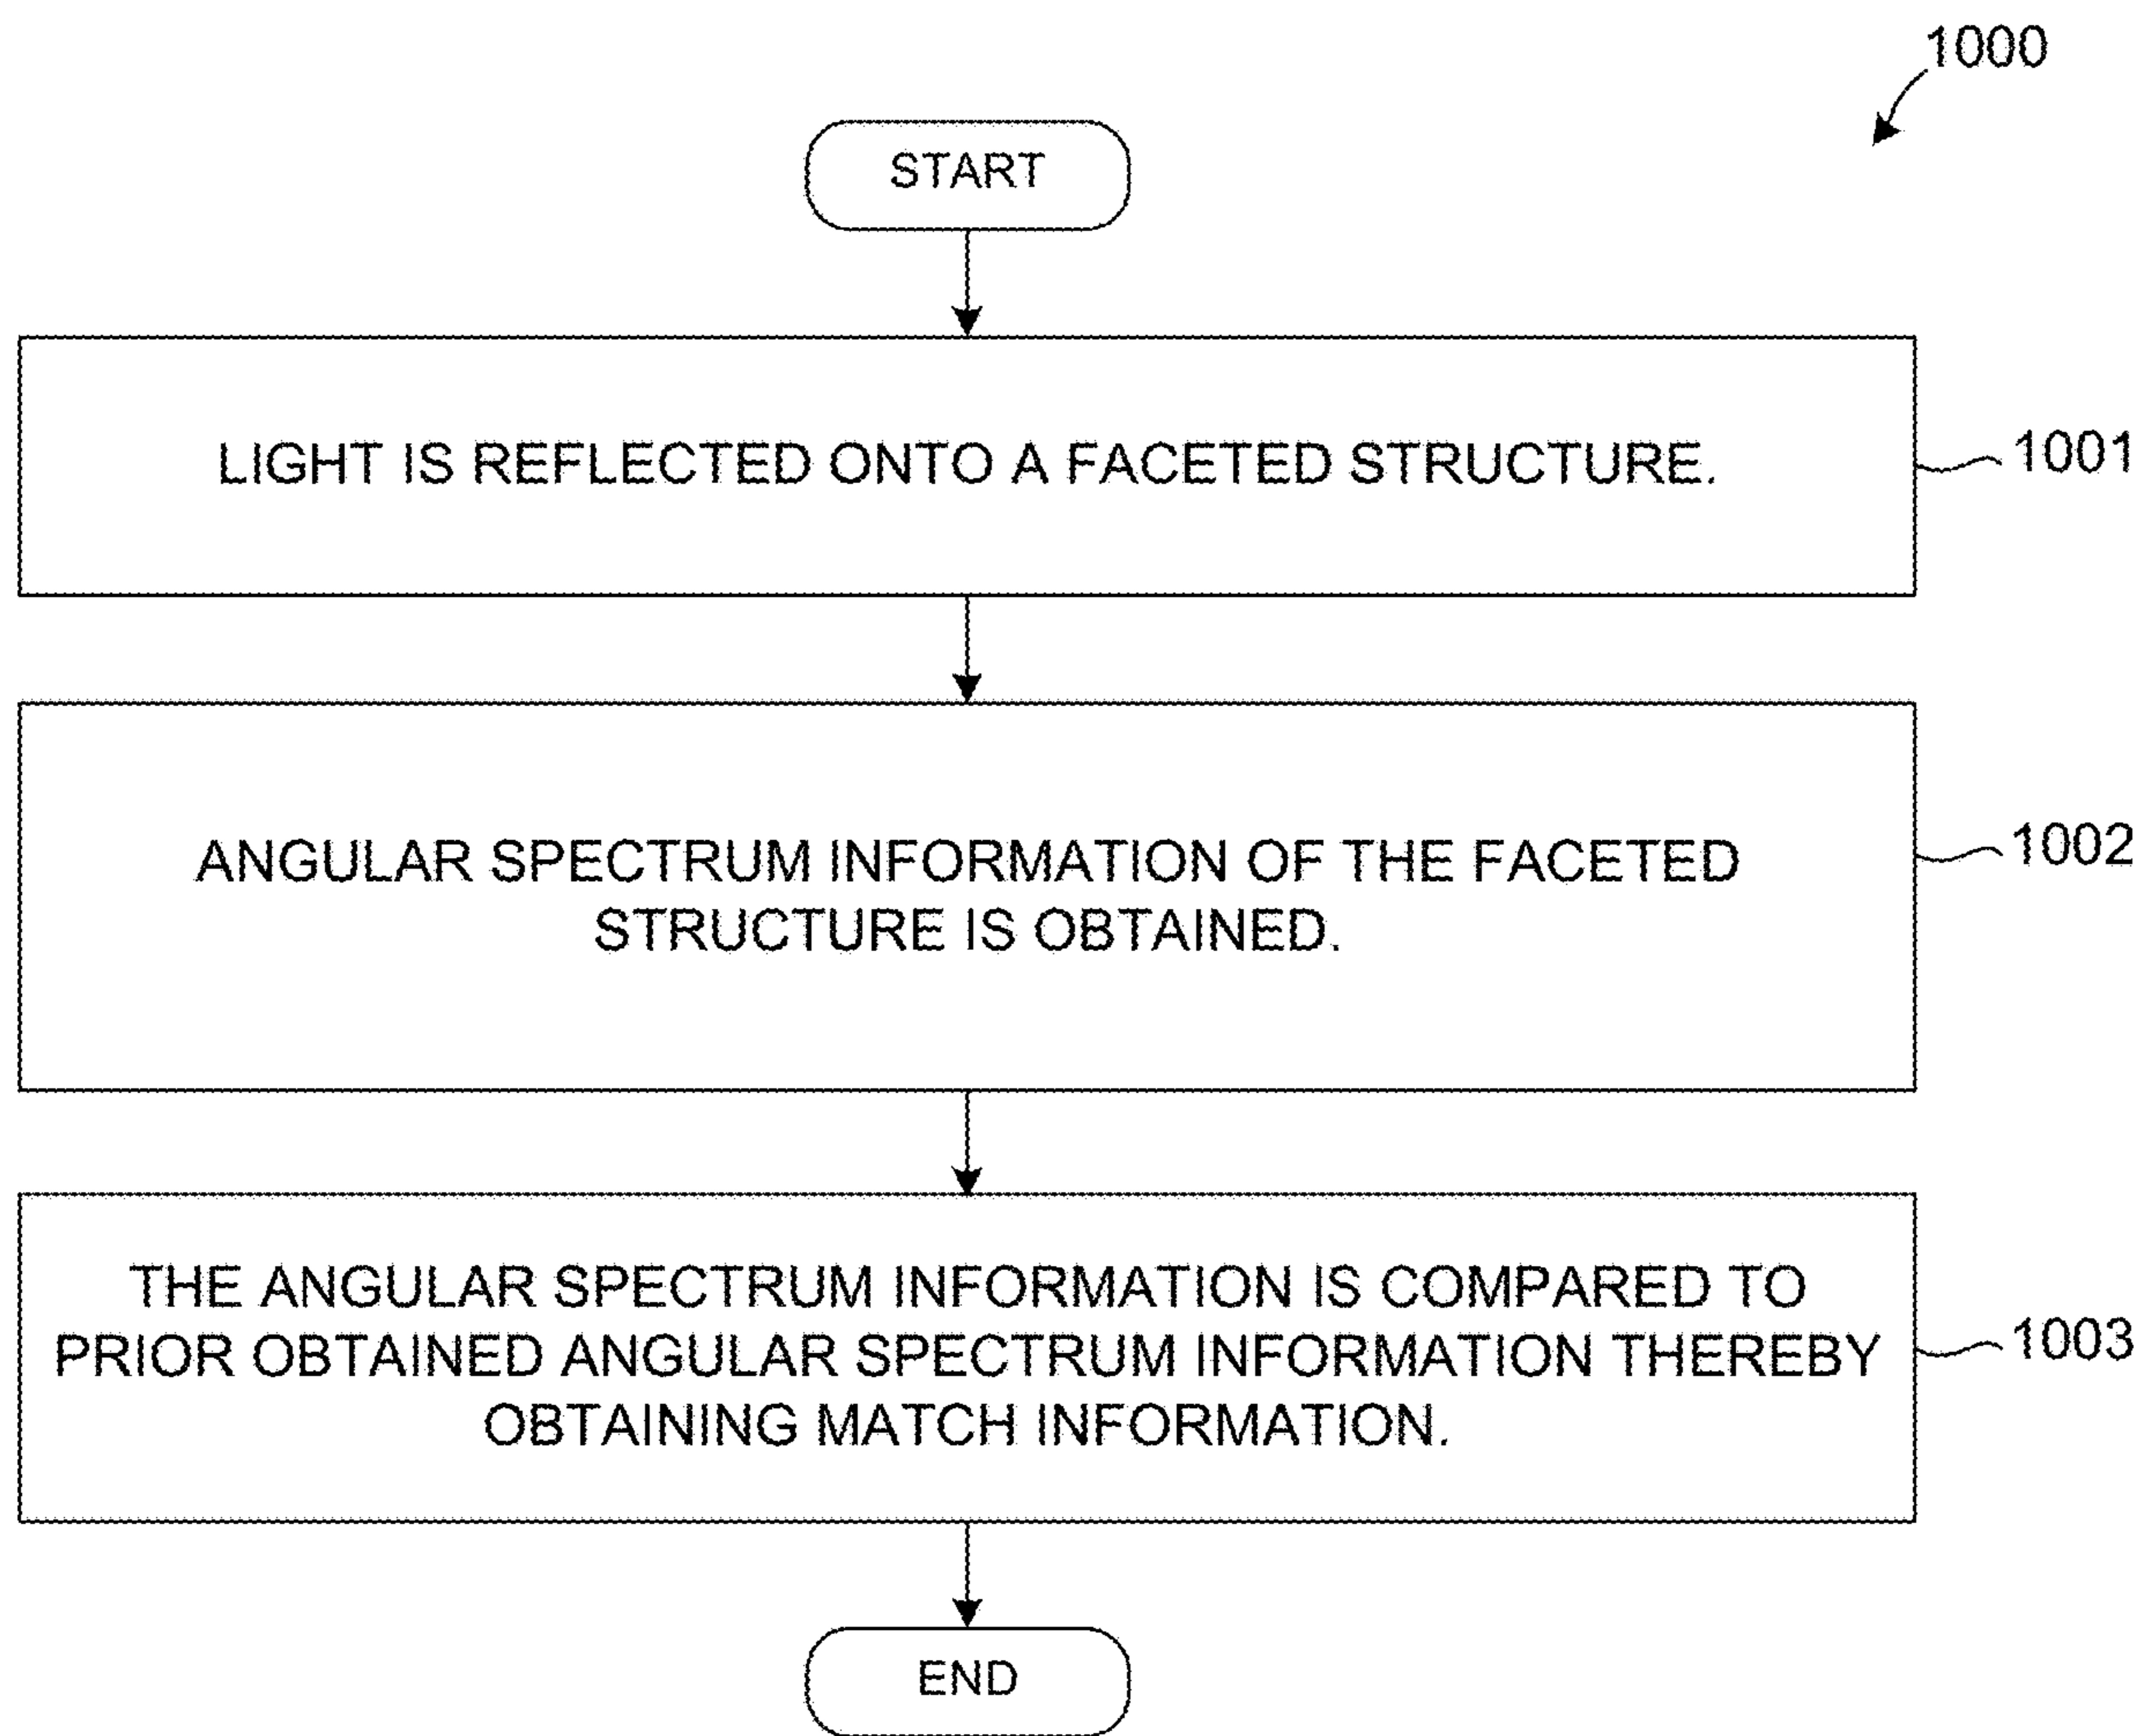 1000
START
LIGHT IS REFLECTED ONTO A FACETED STRUCTURE.
1001
ANGULAR SPECTRUM INFORMATION OF THE FACETED
STRUCTURE IS OBTAINED.
1002
THE ANGULAR SPECTRUM INFORMATION IS COMPARED TO
PRIOR OBTAINED ANGULAR SPECTRUM INFORMATION THEREBY
OBTAINING MATCH INFORMATION.
1003
END